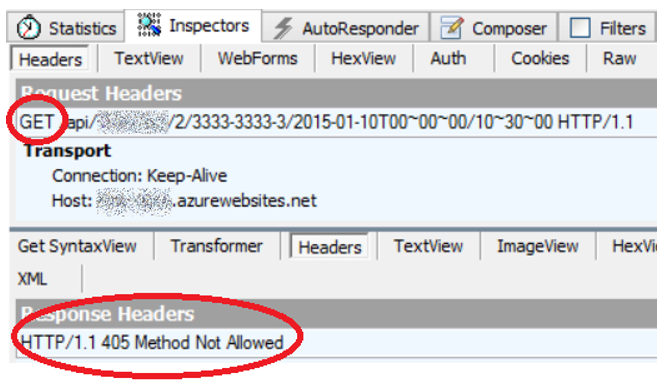 Statistics Inspectors AutoResponder Composer Filters
Headers TextView WebForms HexView Auth Cookies Raw
Request Headers
GET /api/ /2/3333-3333-3/2015-01-10T00~00~00/10~30~00 HTTP/1.1
Transport
Connection: Keep-Alive
Host: .azurewebsites.net
Get SyntaxView Transformer Headers TextView ImageView HexVi
XML
Response Headers
HTTP/1.1 405 Method Not Allowed